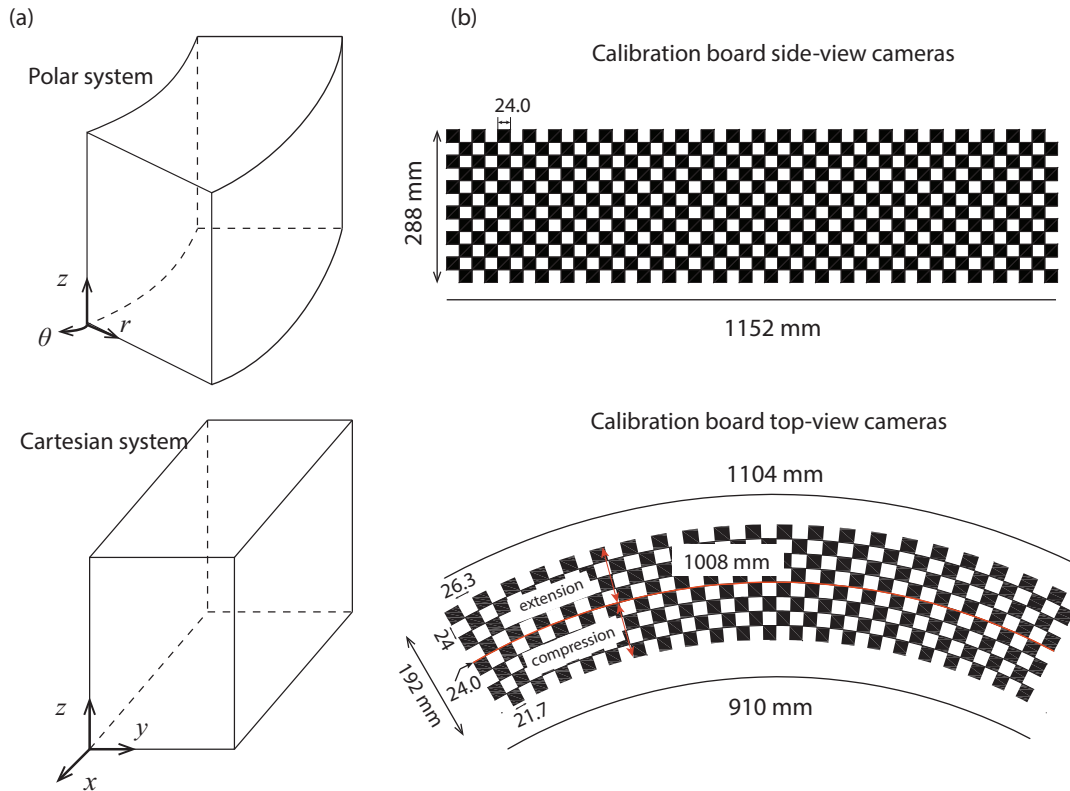 (a)
Polar system
z
θ
r
Cartesian system
z
y
x
(b)
Calibration board side-view cameras
24.0
288 mm
1152 mm
Calibration board top-view cameras
1104 mm
1008 mm
26.3
extension
24
compression
24.0
192 mm
21.7
910 mm